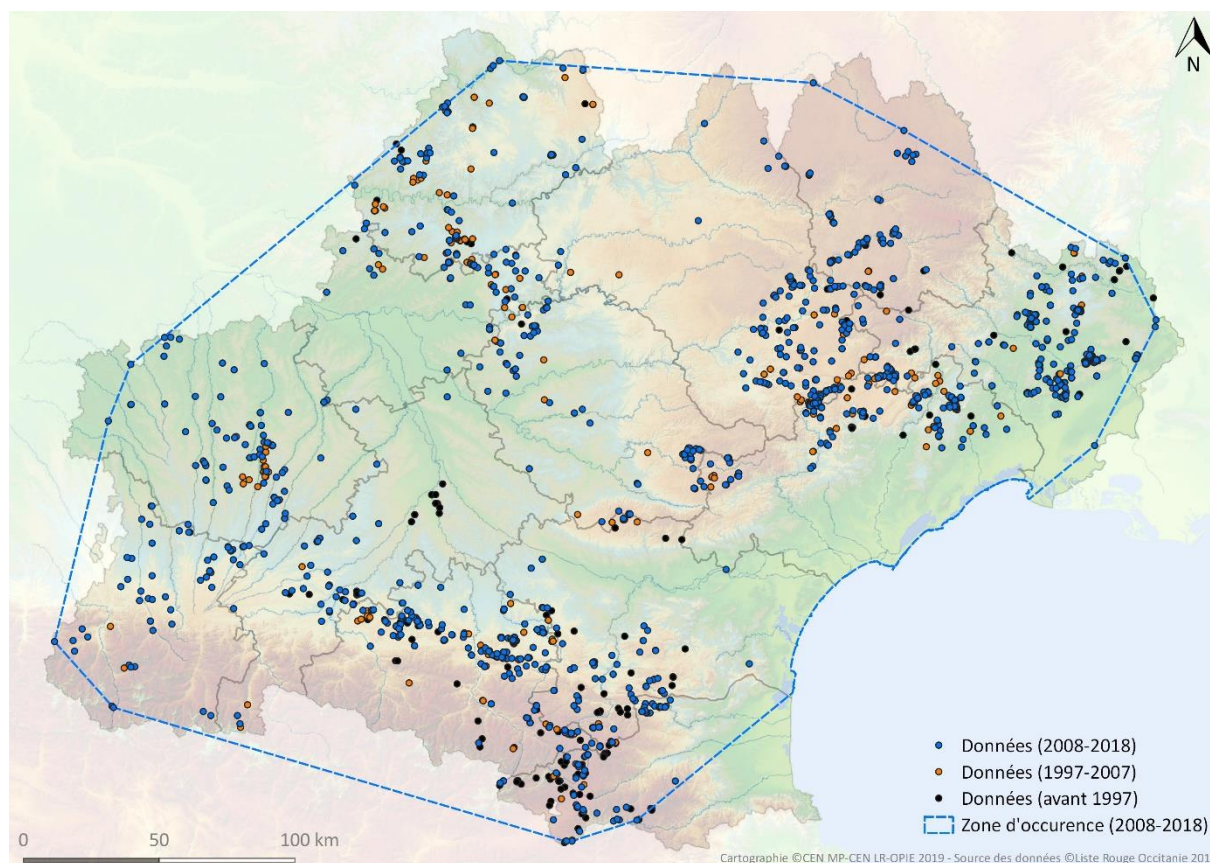 N
Données (2008-2018)
Données (1997-2007)
Données (avant 1997)
Zone d'occurence (2008-2018)
0 50 100 km
Cartographie ©CEN MP-CEN LR-OPIE 2019 - Source des données ©Liste Rouge Occitanie 201